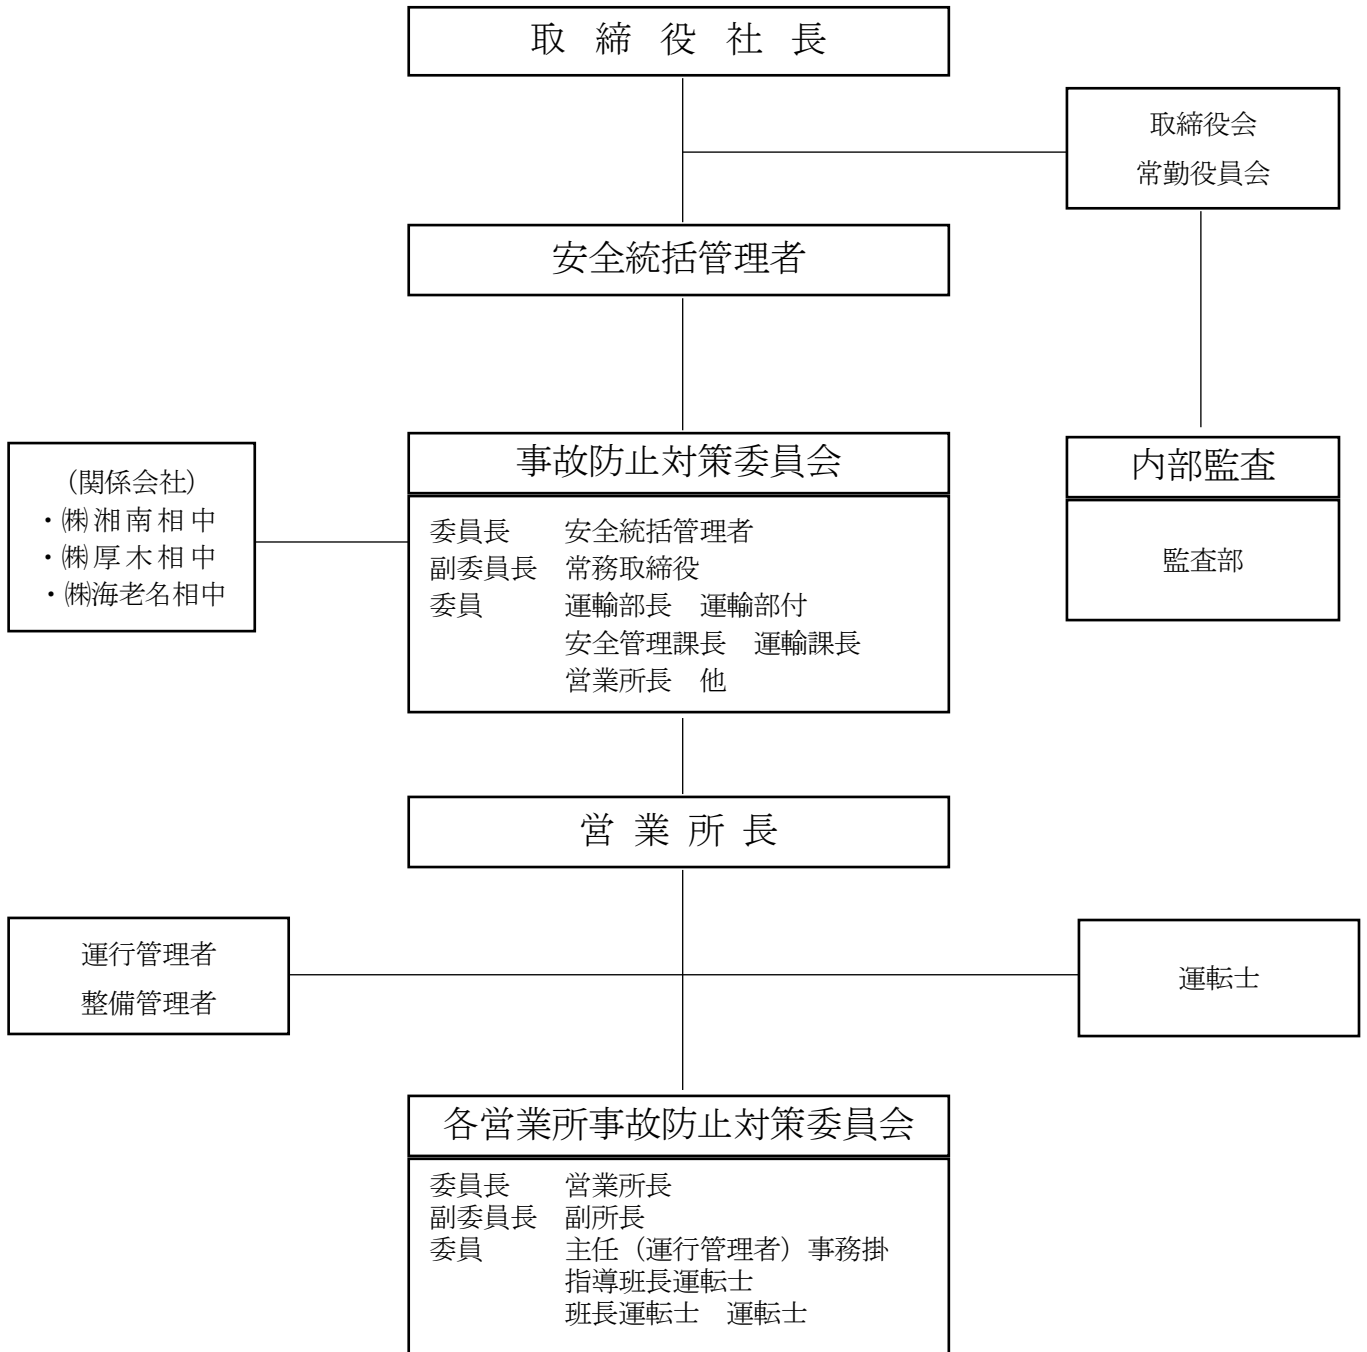 取締役社長
取締役会
常勤役員会
安全統括管理者
事故防止対策委員会
委員長　安全統括管理者
副委員長　常務取締役
委員　運輸部長　運輸部付
安全管理課長　運輸課長
営業所長　他
（関係会社）
・㈱湘南相中
・㈱厚木相中
・㈱海老名相中
内部監査
監査部
営業所長
運行管理者
整備管理者
運転士
各営業所事故防止対策委員会
委員長　営業所長
副委員長　副所長
委員　主任（運行管理者）事務掛
指導班長運転士
班長運転士　運転士